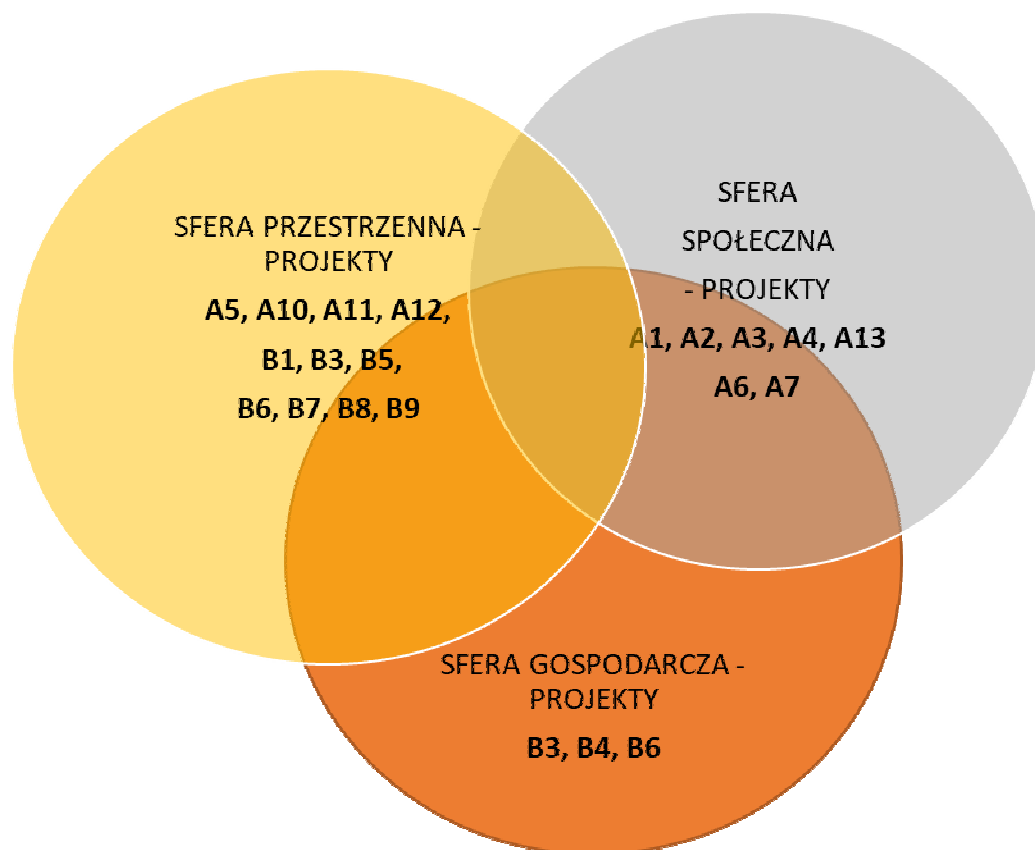 SFERA PRZESTRZENNA -
PROJEKTY
A5, A10, A11, A12,
B1, B3, B5,
B6, B7, B8, B9
SFERA
SPOŁECZNA
- PROJEKTY
A1, A2, A3, A4, A13
A6, A7
SFERA GOSPODARCZA -
PROJEKTY
B3, B4, B6